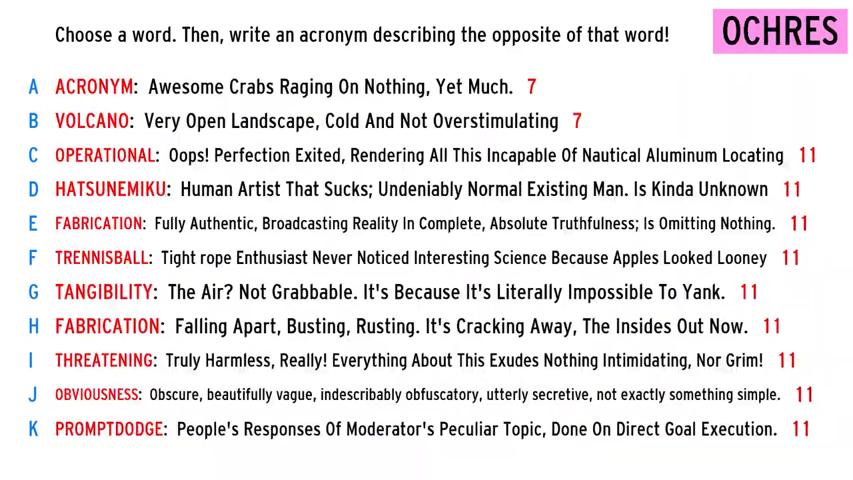 Choose a word. Then, write an acronym describing the opposite of that word!
OCHRES
A ACRONYM: Awesome Crabs Raging On Nothing, Yet Much. 7
B VOLCANO: Very Open Landscape, Cold And Not Overstimulating 7
C OPERATIONAL: Oops! Perfection Exited, Rendering All This Incapable Of Nautical Aluminum Locating 11
D HATSUNEMIKU: Human Artist That Sucks; Undeniably Normal Existing Man. Is Kinda Unknown 11
E FABRICATION: Fully Authentic, Broadcasting Reality In Complete, Absolute Truthfulness; Is Omitting Nothing. 11
F TRENNISBALL: Tight rope Enthusiast Never Noticed Interesting Science Because Apples Looked Looney 11
G TANGIBILITY: The Air? Not Grabbable. It's Because It's Literally Impossible To Yank. 11
H FABRICATION: Falling Apart, Busting, Rusting. It's Cracking Away, The Insides Out Now. 11
I THREATENING: Truly Harmless, Really! Everything About This Exudes Nothing Intimidating, Nor Grim! 11
J OBVIOUSNESS: Obscure, beautifully vague, indescribably obfuscatory, utterly secretive, not exactly something simple. 11
K PROMPTDODGE: People's Responses Of Moderator's Peculiar Topic, Done On Direct Goal Execution. 11